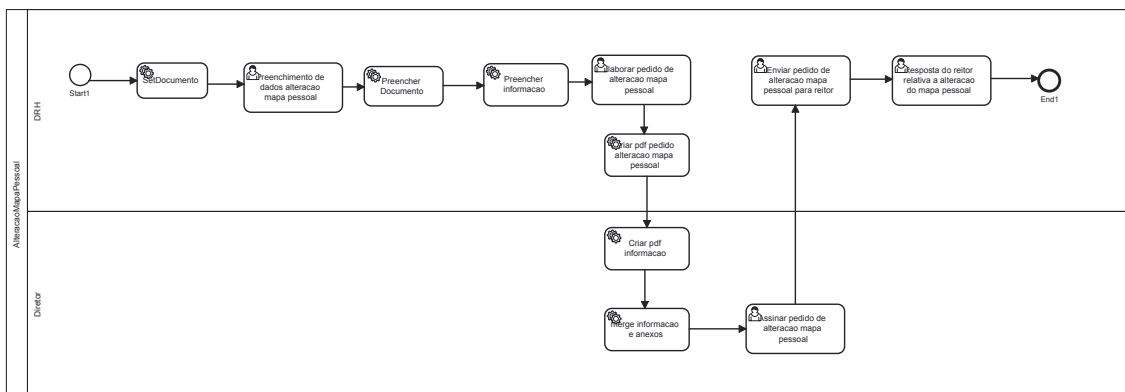 AlteracaoMapaPessoal
DRH
Start1
SetDocumento
Preenchimento de
dados alteracao
mapa pessoal
Preencher
Documento
Preencher
informacao
Elaborar pedido de
alteracao mapa
pessoal
Criar pdf pedido
alteracao mapa
pessoal
Enviar pedido de
alteracao mapa
pessoal para reitor
Resposta do reitor
relativa a alteracao
do mapa pessoal
End1
Diretor
Criar pdf
informacao
merge informacao
e anexos
Assinar pedido de
alteracao mapa
pessoal